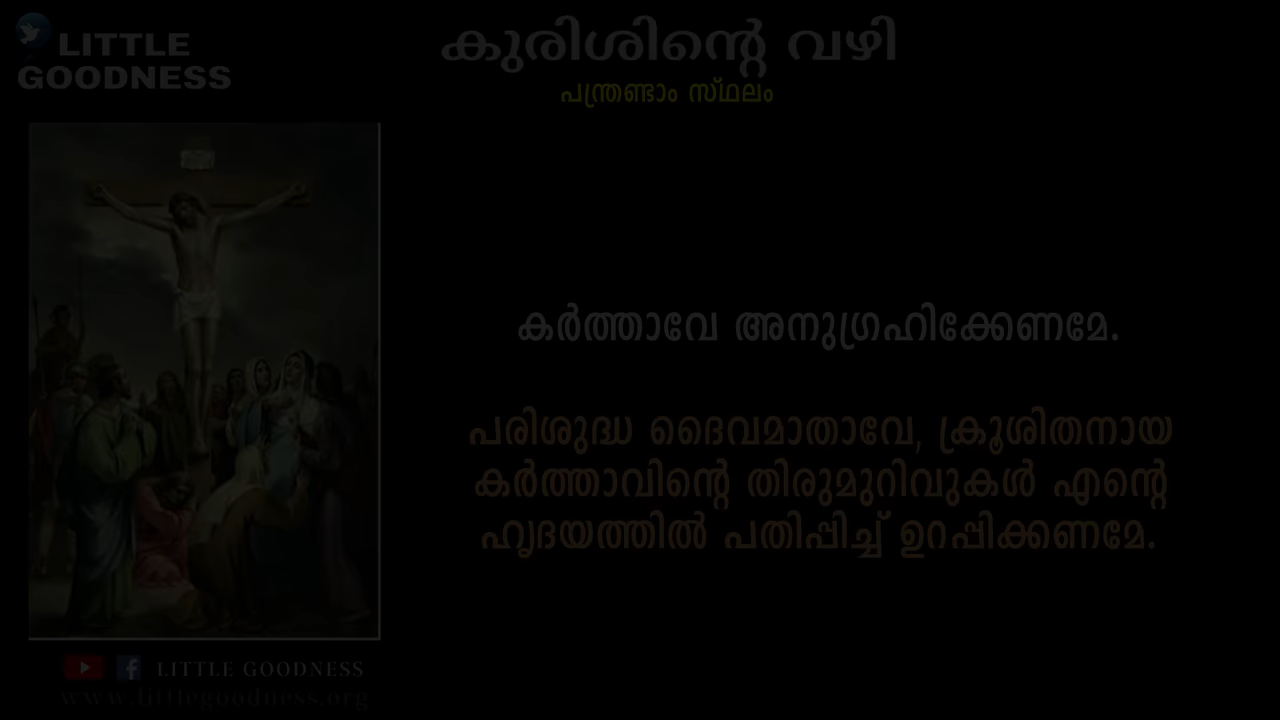 LITTLE
GOODNESS
കുരിശിന്റെ വഴി
പന്ത്രണ്ടാം സ്ഥലം
കർത്താവേ അനുഗ്രഹിക്കേണമേ.
പരിശുദ്ധ ദൈവമാതാവേ, ക്രൂശിതനായ
കർത്താവിന്റെ തിരുമുറിവുകൾ എന്റെ
ഹൃദയത്തിൽ പതിപ്പിച്ച് ഉറപ്പിക്കണമേ.
LITTLE GOODNESS
www.littlegoodness.org